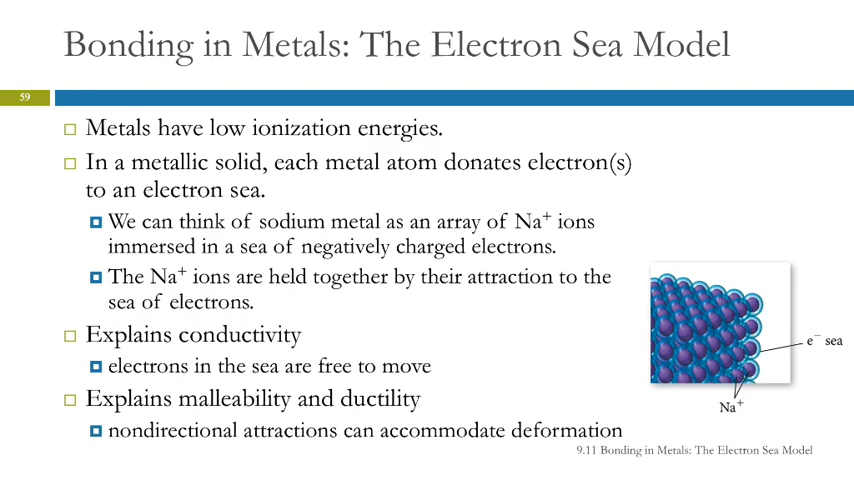 Bonding in Metals: The Electron Sea Model
59
Metals have low ionization energies.
In a metallic solid, each metal atom donates electron(s)
to an electron sea.
We can think of sodium metal as an array of Na⁺ ions
immersed in a sea of negatively charged electrons.
The Na⁺ ions are held together by their attraction to the
sea of electrons.
Explains conductivity
electrons in the sea are free to move
Explains malleability and ductility
nondirectional attractions can accommodate deformation
e⁻ sea
Na⁺
9.11 Bonding in Metals: The Electron Sea Model